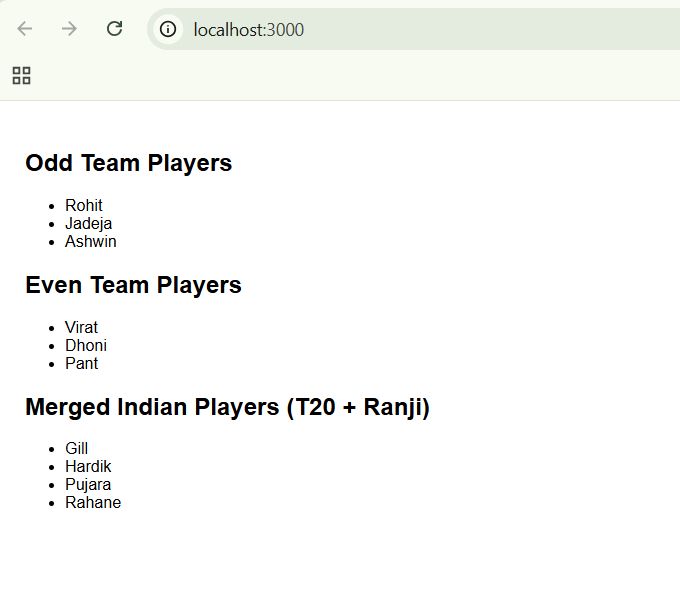 localhost:3000
Odd Team Players
Rohit
Jadeja
Ashwin
Even Team Players
Virat
Dhoni
Pant
Merged Indian Players (T20 + Ranji)
Gill
Hardik
Pujara
Rahane